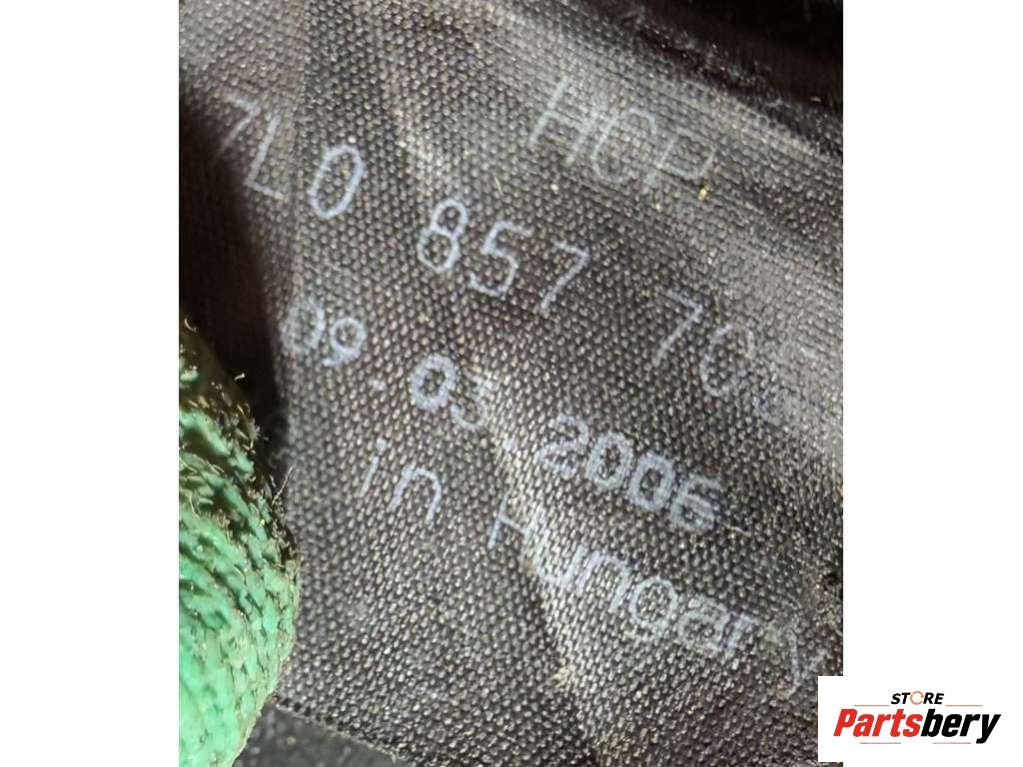 HCP
7L0 857 70
09.03.2006
in Hungary
STORE
Partsbery